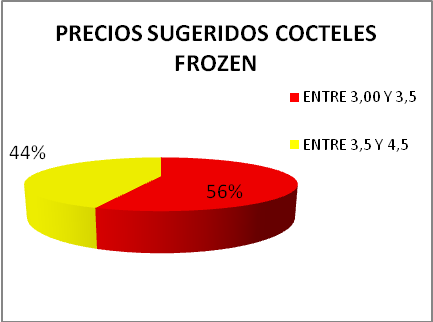 PRECIOS SUGERIDOS COCTELES
FROZEN
ENTRE 3,00 Y 3,5
ENTRE 3,5 Y 4,5
44%
56%